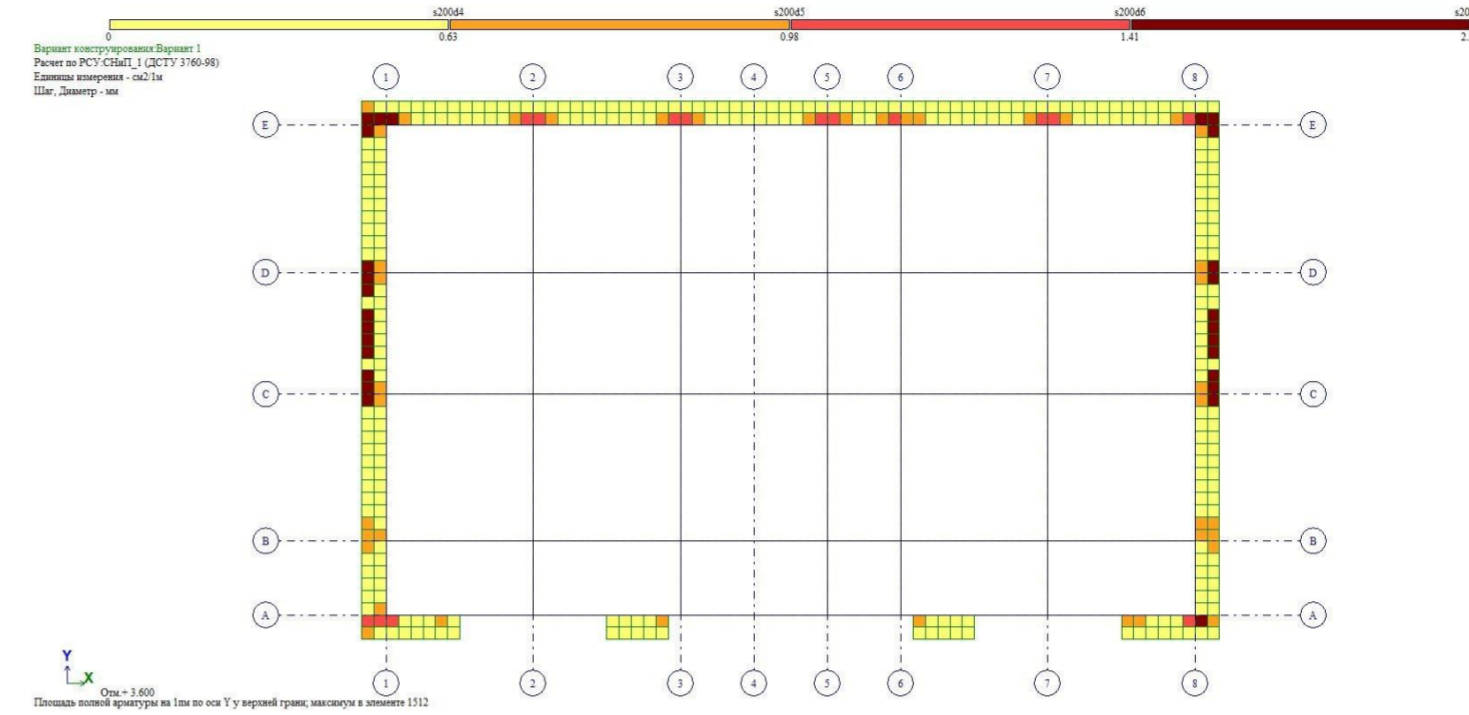 s200d4 s200d5 s200d6 s20
0 0.63 0.98 1.41 2.
Вариант конструирования:Вариант 1
Расчет по РСУ:СНиП_1 (ДСТУ 3760-98)
Единицы измерения - см2/1м
Шаг, Диаметр - мм
1 2 3 4 5 6 7 8
E E
D D
C C
B B
A A
Y
X
1 2 3 4 5 6 7 8
Отм.+ 3.600
Площадь полной арматуры на 1пм по оси Y у верхней грани; максимум в элементе 1512